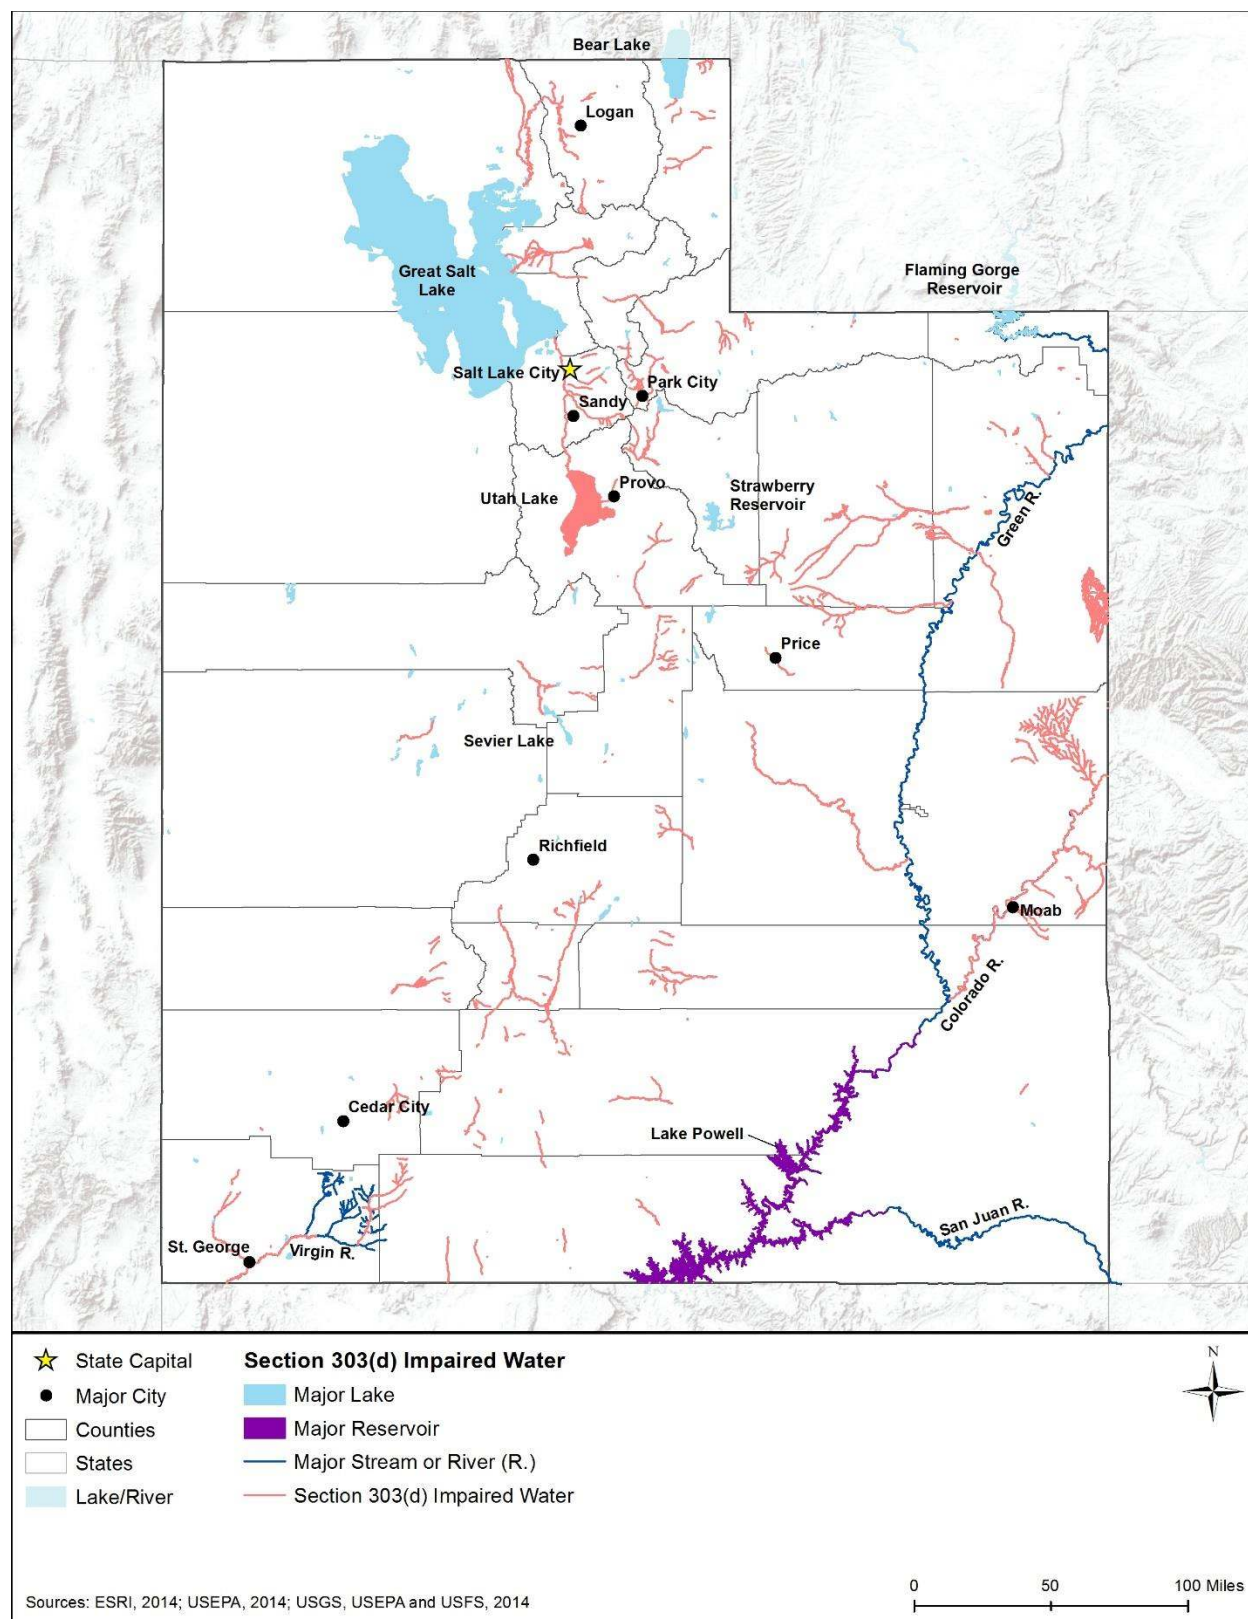 Bear Lake
Logan
Great Salt
Lake
Flaming Gorge
Reservoir
Salt Lake City
Park City
Sandy
Utah Lake
Provo
Strawberry
Reservoir
Green R.
Price
Sevier Lake
Richfield
Moab
Colorado R.
Cedar City
Lake Powell
San Juan R.
St. George
Virgin R.
State Capital
Major City
Counties
States
Lake/River
Section 303(d) Impaired Water
Major Lake
Major Reservoir
Major Stream or River (R.)
Section 303(d) Impaired Water
N
Sources: ESRI, 2014; USEPA, 2014; USGS, USEPA and USFS, 2014
0 50 100 Miles